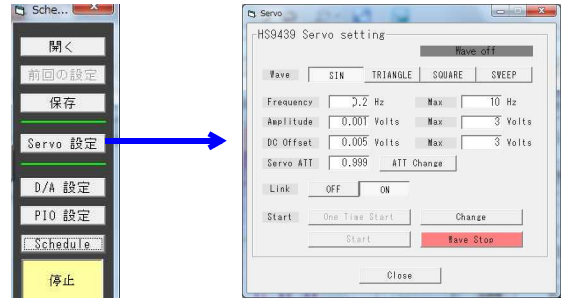 Sche...
開く
前回の設定
保存
Servo 設定
D/A 設定
PIO 設定
Schedule
停止
Servo
HS9439 Servo setting
Wave off
Wave SIN TRIANGLE SQUARE SWEEP
Frequency 0.2 Hz Max 10 Hz
Amplitude 0.001 Volts Max 3 Volts
DC Offset 0.005 Volts Max 3 Volts
Servo ATT 0.999 ATT Change
Link OFF ON
Start One Time Start Change
Start Wave Stop
Close